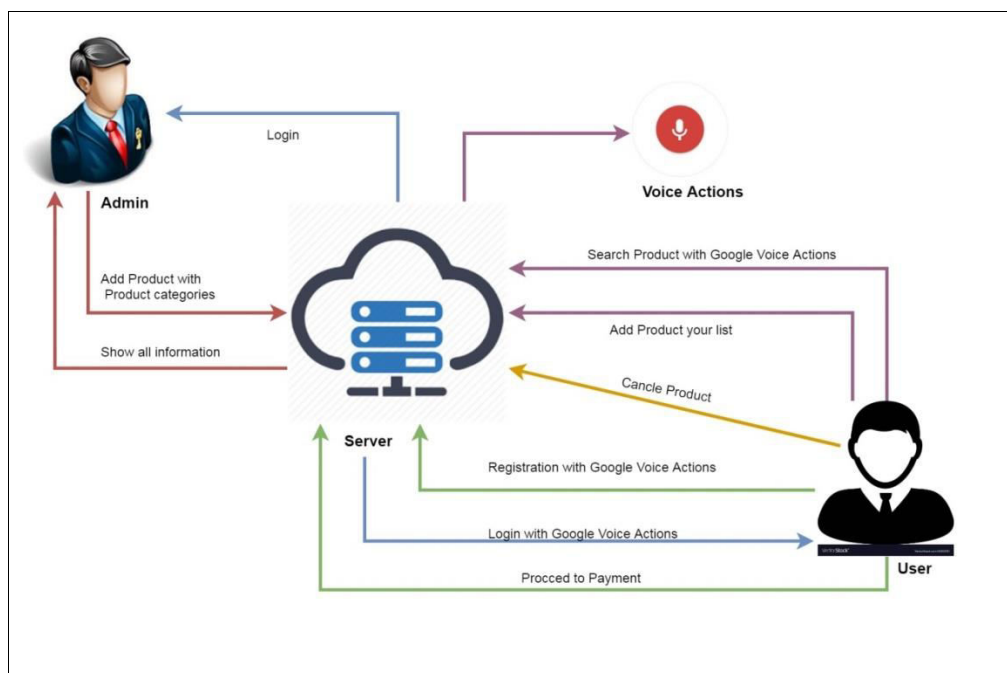 Login
Voice Actions
Admin
Search Product with Google Voice Actions
Add Product with
Product categories
Add Product your list
Show all information
Cancle Product
Server
Registration with Google Voice Actions
Login with Google Voice Actions
User
Procced to Payment